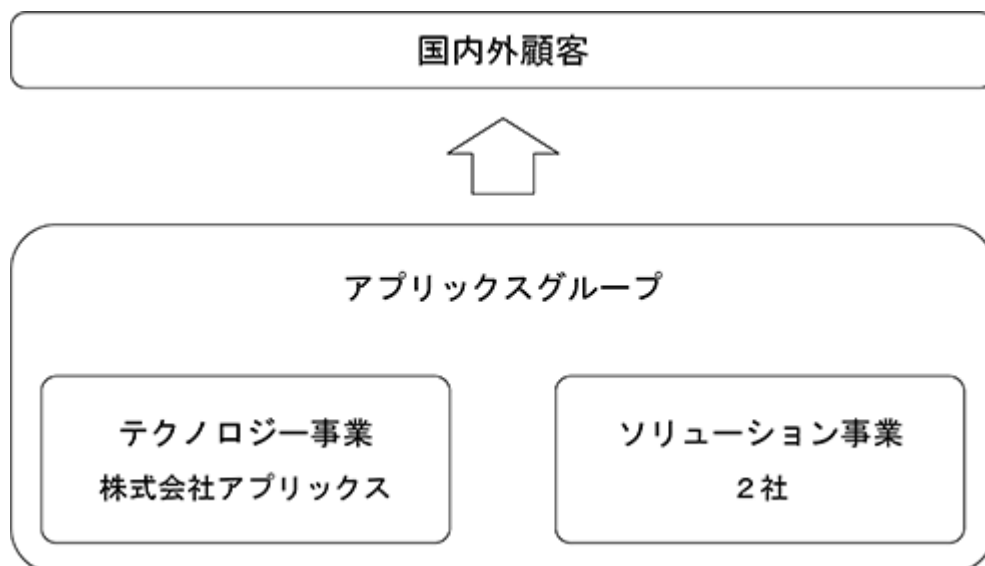 国内外顧客
アプリックスグループ
テクノロジー事業
株式会社アプリックス
ソリューション事業
２社